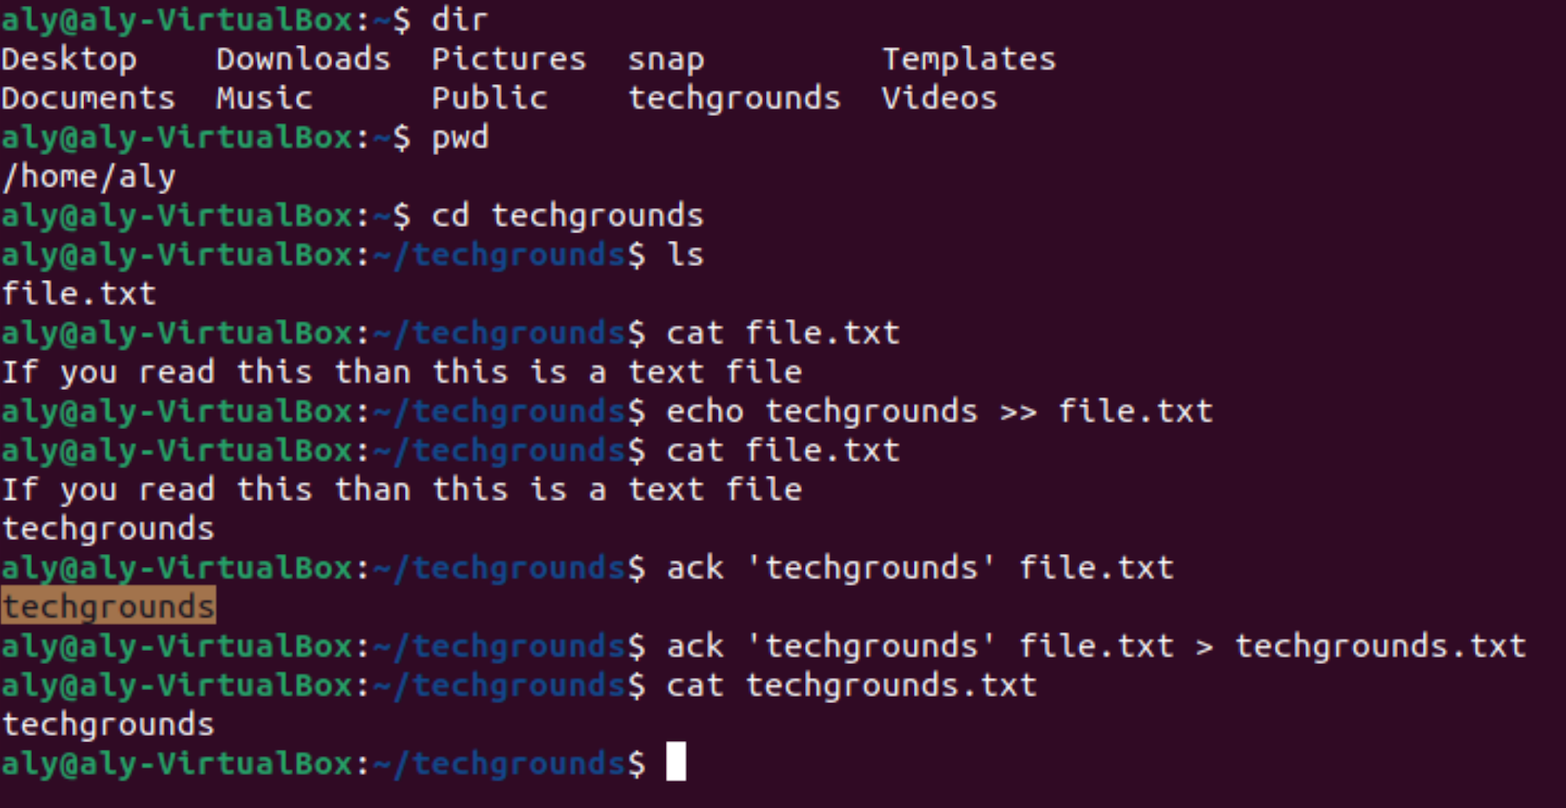 aly@aly-VirtualBox:~$ dir
Desktop    Downloads  Pictures  snap         Templates
Documents  Music      Public    techgrounds  Videos
aly@aly-VirtualBox:~$ pwd
/home/aly
aly@aly-VirtualBox:~$ cd techgrounds
aly@aly-VirtualBox:~/techgrounds$ ls
file.txt
aly@aly-VirtualBox:~/techgrounds$ cat file.txt
If you read this than this is a text file
aly@aly-VirtualBox:~/techgrounds$ echo techgrounds >> file.txt
aly@aly-VirtualBox:~/techgrounds$ cat file.txt
If you read this than this is a text file
techgrounds
aly@aly-VirtualBox:~/techgrounds$ ack 'techgrounds' file.txt
techgrounds
aly@aly-VirtualBox:~/techgrounds$ ack 'techgrounds' file.txt > techgrounds.txt
aly@aly-VirtualBox:~/techgrounds$ cat techgrounds.txt
techgrounds
aly@aly-VirtualBox:~/techgrounds$